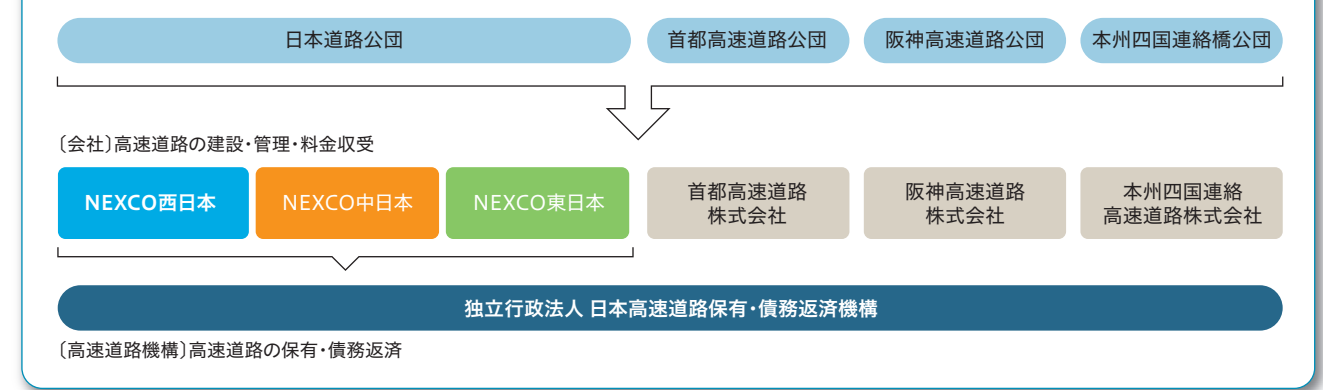 日本道路公団
首都高速道路公団
阪神高速道路公団
本州四国連絡橋公団
〔会社〕高速道路の建設・管理・料金収受
NEXCO西日本
NEXCO中日本
NEXCO東日本
首都高速道路
株式会社
阪神高速道路
株式会社
本州四国連絡
高速道路株式会社
独立行政法人 日本高速道路保有・債務返済機構
〔高速道路機構〕高速道路の保有・債務返済